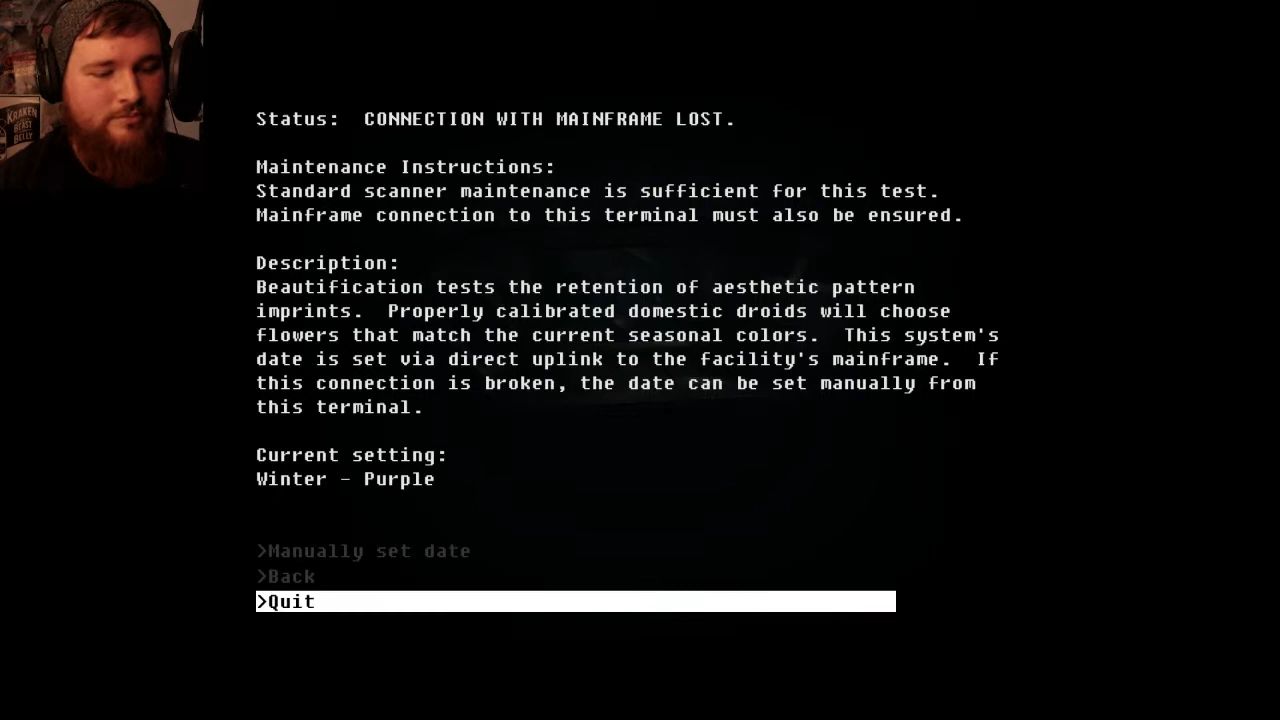 KRAKEN
BEAST
BELLY
Status:  CONNECTION WITH MAINFRAME LOST.
Maintenance Instructions:
Standard scanner maintenance is sufficient for this test.
Mainframe connection to this terminal must also be ensured.
Description:
Beautification tests the retention of aesthetic pattern
imprints.  Properly calibrated domestic droids will choose
flowers that match the current seasonal colors.  This system's
date is set via direct uplink to the facility's mainframe.  If
this connection is broken, the date can be set manually from
this terminal.
Current setting:
Winter - Purple
>Manually set date
>Back
>Quit